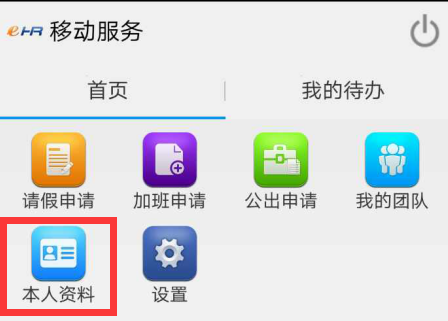 eHR 移动服务
首页 我的待办
请假申请 加班申请 公出申请 我的团队
本人资料 设置